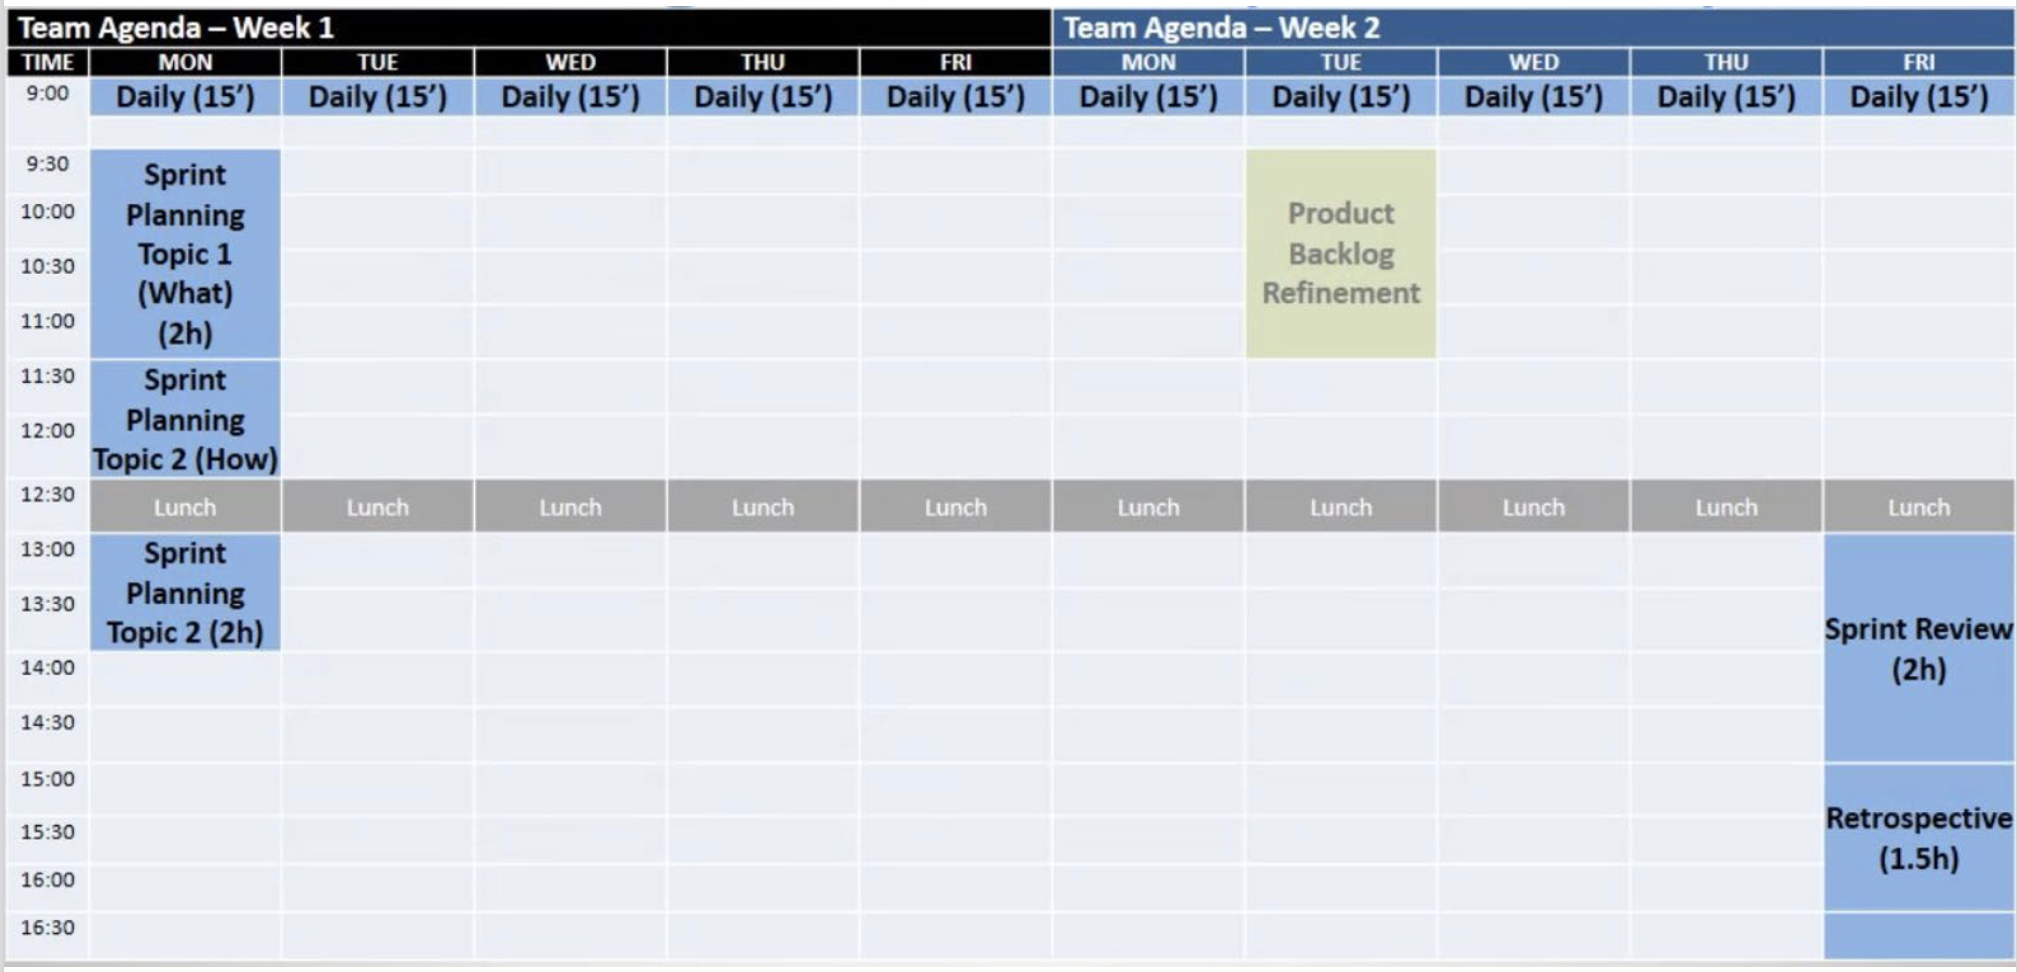 Team Agenda – Week 1
Team Agenda – Week 2
TIME MON TUE WED THU FRI MON TUE WED THU FRI
9:00 Daily (15’) Daily (15’) Daily (15’) Daily (15’) Daily (15’) Daily (15’) Daily (15’) Daily (15’) Daily (15’) Daily (15’)
9:30
10:00
10:30
11:00
Sprint
Planning
Topic 1
(What)
(2h)
Product
Backlog
Refinement
11:30
12:00
Sprint
Planning
Topic 2 (How)
12:30 Lunch Lunch Lunch Lunch Lunch Lunch Lunch Lunch Lunch Lunch
13:00
13:30
Sprint
Planning
Topic 2 (2h)
14:00
14:30
Sprint Review
(2h)
15:00
15:30
16:00
Retrospective
(1.5h)
16:30